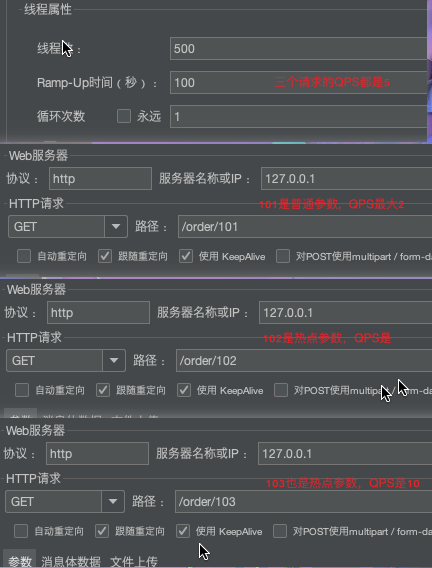 线程属性
线程 :
500
Ramp-Up时间（秒）:
100
三个请求的QPS都是5
循环次数
永远
1
Web服务器
协议： http 服务器名称或IP： 127.0.0.1
HTTP请求
101是普通参数，QPS最大2
GET 路径： /order/101
自动重定向 跟随重定向 使用 KeepAlive 对POST使用multipart / form-da
Web服务器
协议： http 服务器名称或IP： 127.0.0.1
HTTP请求
102是热点参数，QPS是
GET 路径： /order/102
自动重定向 跟随重定向 使用 KeepAlive 对POST使用multipa / form-da
参数 消息体数据 文件上传
Web服务器
协议： http 服务器名称或IP： 127.0.0.1
HTTP请求
103也是热点参数，QPS是10
GET 路径： /order/103
自动重定向 跟随重定向 使用 KeepAlive 对POST使用multipart / form-da
参数 消息体数据 文件上传